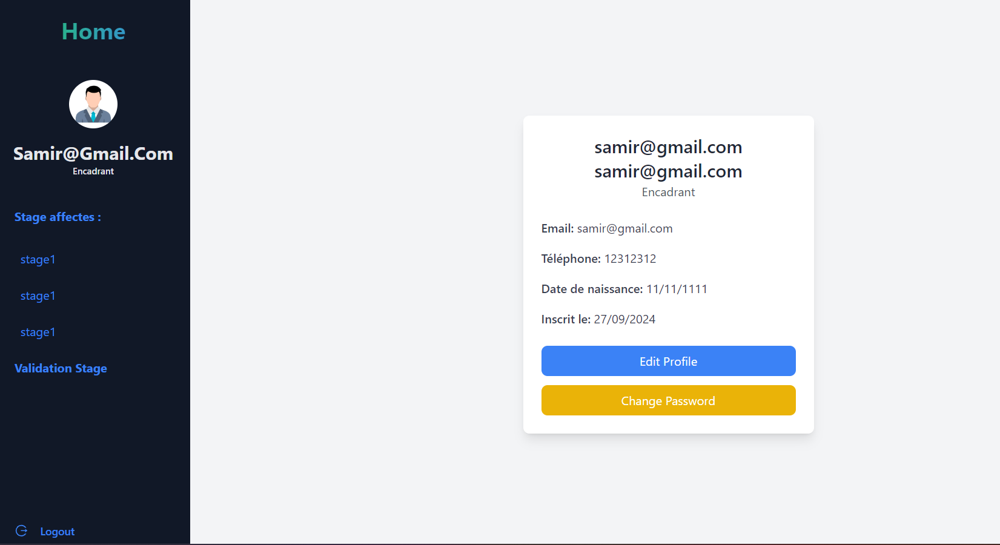 Home
Samir@Gmail.Com
Encadrant
Stage affectes :
stage1
stage1
stage1
Validation Stage
Logout
samir@gmail.com
samir@gmail.com
Encadrant
Email: samir@gmail.com
Téléphone: 12312312
Date de naissance: 11/11/1111
Inscrit le: 27/09/2024
Edit Profile
Change Password